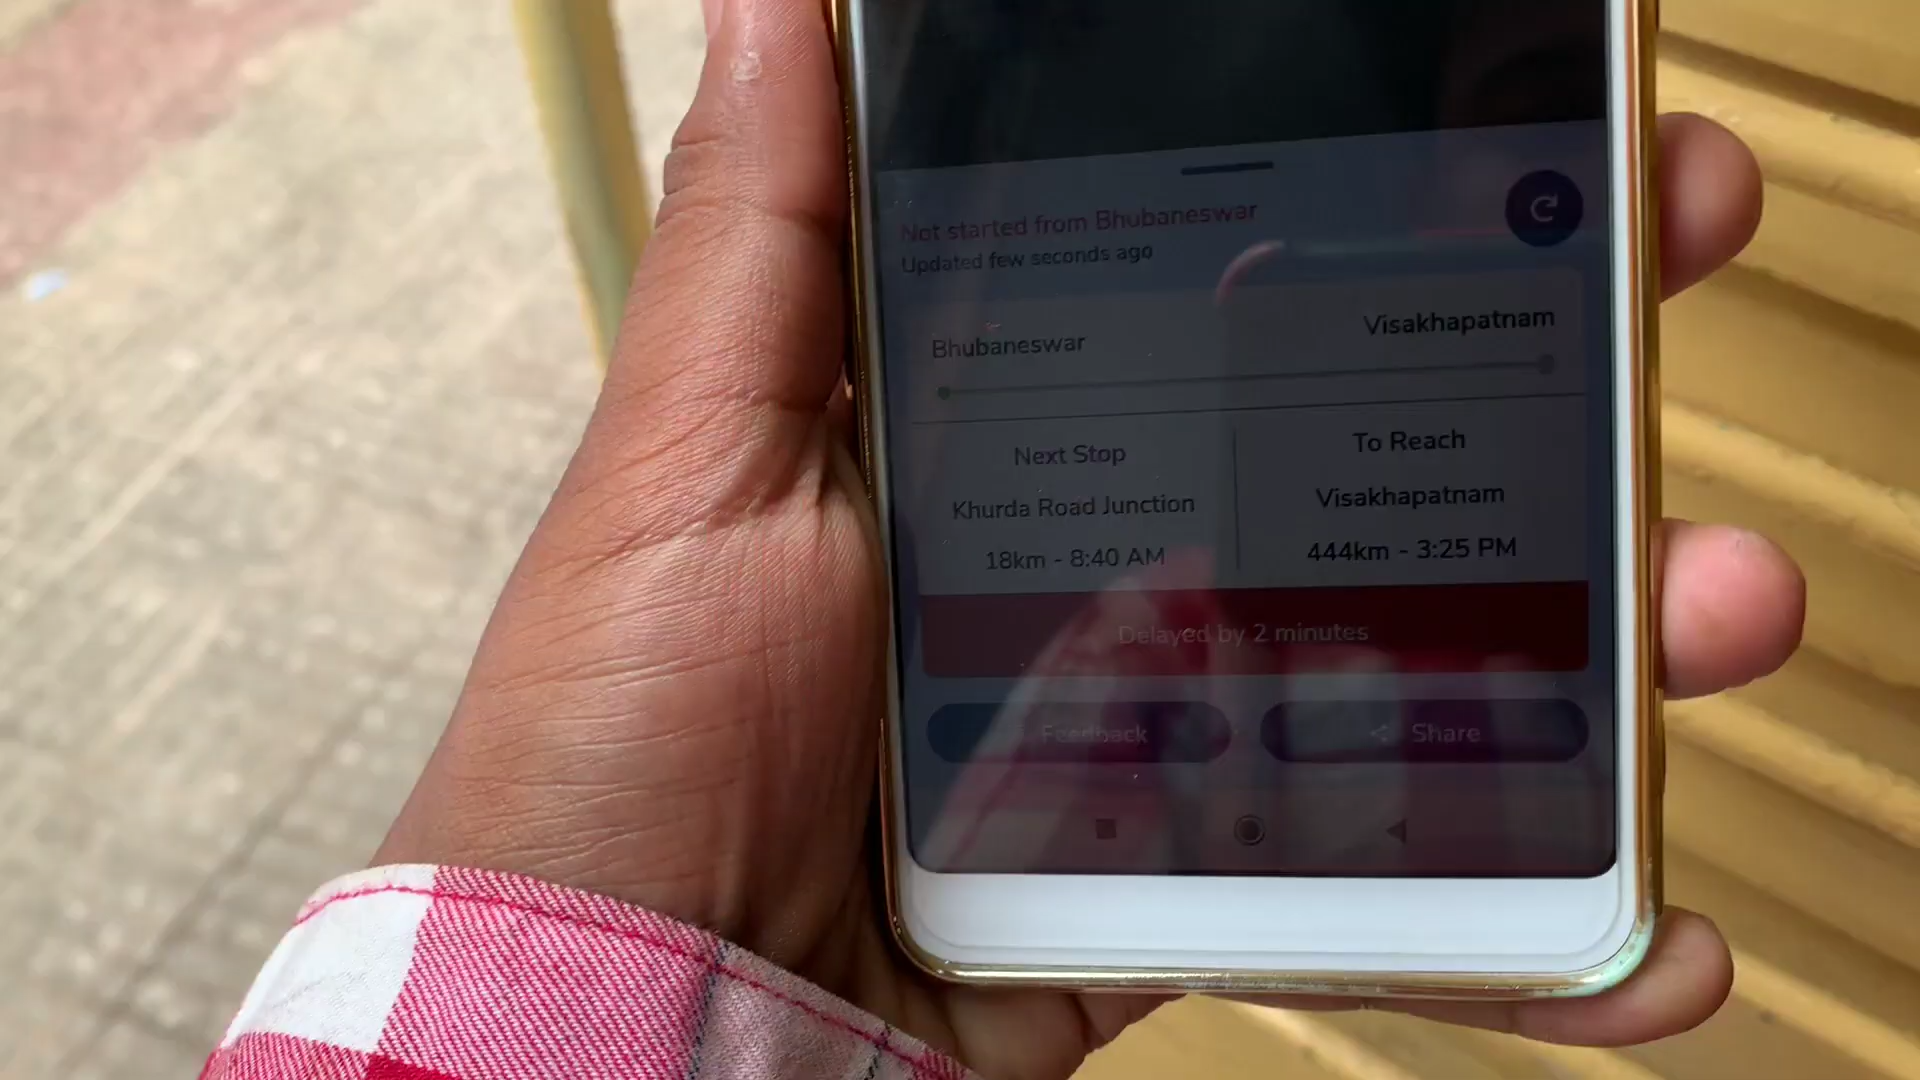 Not started from Bhubaneswar
Updated few seconds ago
Bhubaneswar
Visakhapatnam
Next Stop
Khurda Road Junction
18km - 8:40 AM
To Reach
Visakhapatnam
444km - 3:25 PM
Delayed by 2 minutes
Feedback
Share